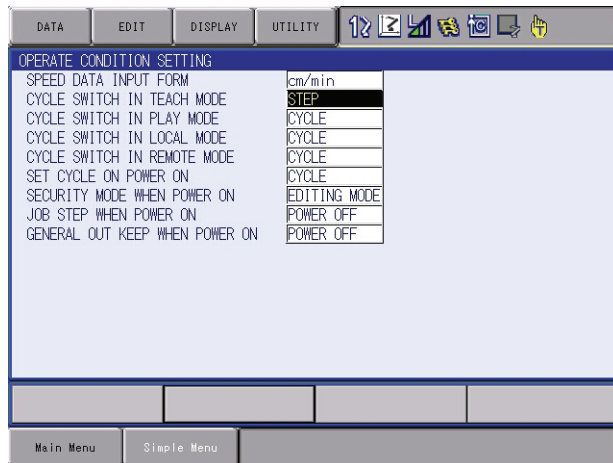 DATA EDIT DISPLAY UTILITY
OPERATE CONDITION SETTING
SPEED DATA INPUT FORM cm/min
CYCLE SWITCH IN TEACH MODE STEP
CYCLE SWITCH IN PLAY MODE CYCLE
CYCLE SWITCH IN LOCAL MODE CYCLE
CYCLE SWITCH IN REMOTE MODE CYCLE
SET CYCLE ON POWER ON CYCLE
SECURITY MODE WHEN POWER ON EDITING MODE
JOB STEP WHEN POWER ON POWER OFF
GENERAL OUT KEEP WHEN POWER ON POWER OFF
Main Menu Simple Menu